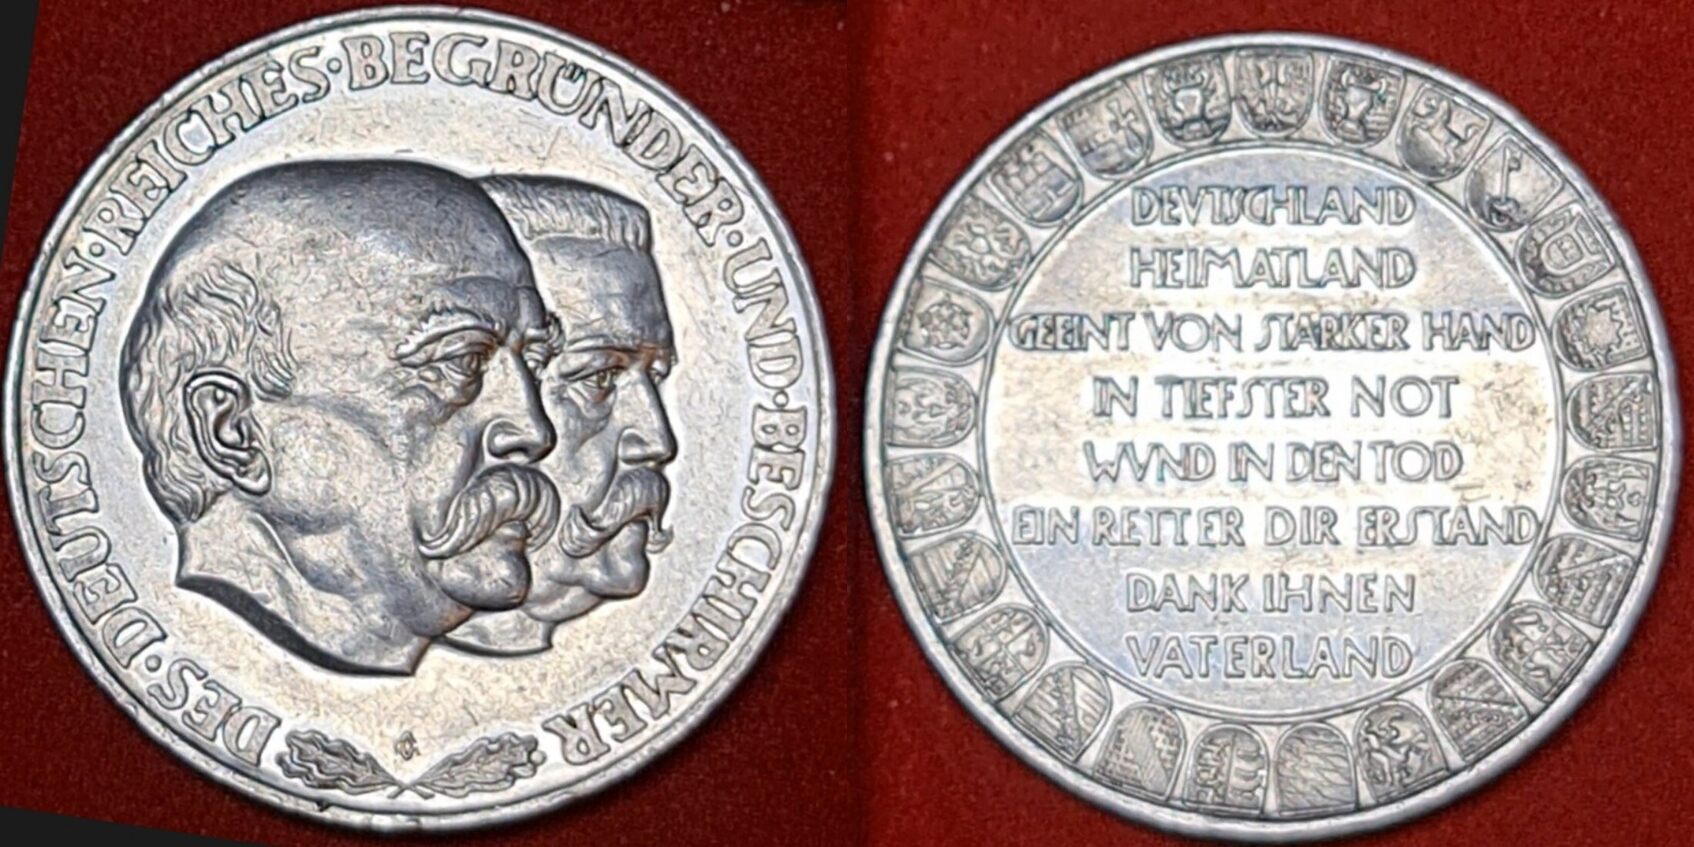 DES·DEUTSCHEN·REICHES·BEGRÜNDER·UND·BESCHIRMER
DEVTSCHLAND
HEIMATLAND
GEEINT VON STARKER HAND
IN TIEFSTER NOT
WVND IN DEN TOD
EIN RETTER DIR ERSTAND
DANK IHNEN
VATERLAND